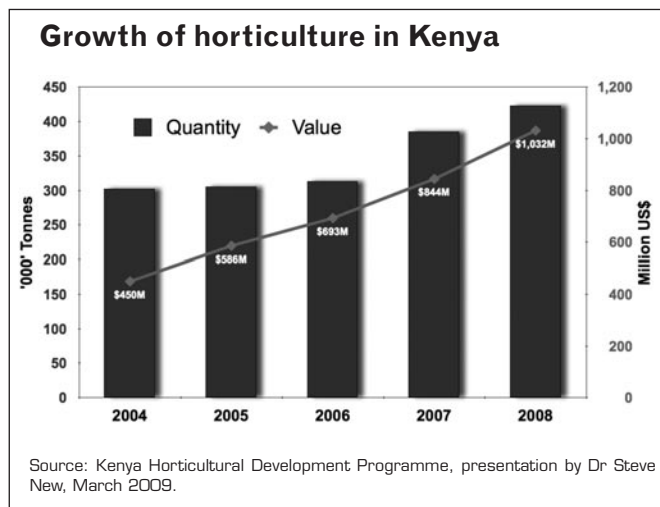 Growth of horticulture in Kenya
450
400
350
300
250
200
150
100
50
0
'000' Tonnes
Quantity
Value
$450M
$586M
$693M
$844M
$1,032M
1,200
1,000
800
600
400
200
0
Million US$
2004 2005 2006 2007 2008
Source: Kenya Horticultural Development Programme, presentation by Dr Steve
New, March 2009.